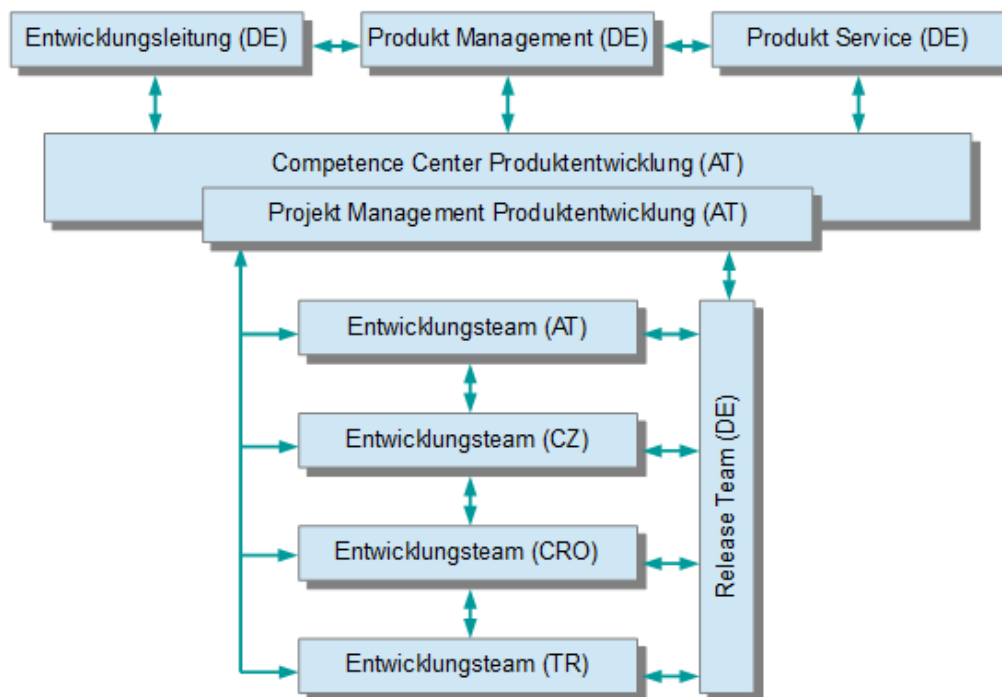 Entwicklungsleitung (DE)
Produkt Management (DE)
Produkt Service (DE)
Competence Center Produktentwicklung (AT)
Projekt Management Produktentwicklung (AT)
Entwicklungsteam (AT)
Entwicklungsteam (CZ)
Entwicklungsteam (CRO)
Entwicklungsteam (TR)
Release Team (DE)